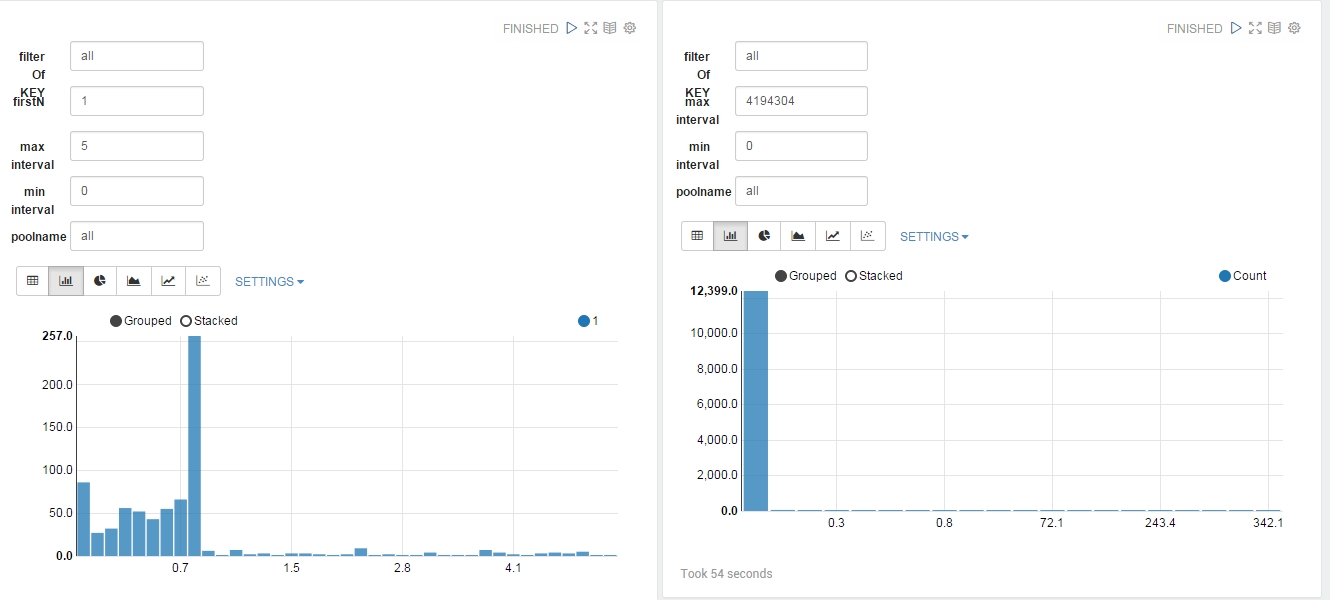 FINISHED
filter
Of
KEY
all
firstN
1
max
interval
5
min
interval
0
poolname
all
SETTINGS
Grouped
Stacked
1
257.0
200.0
150.0
100.0
50.0
0.0
0.7
1.5
2.8
4.1
FINISHED
filter
Of
KEY
all
max
interval
4194304
min
interval
0
poolname
all
SETTINGS
Grouped
Stacked
Count
12,399.0
10,000.0
8,000.0
6,000.0
4,000.0
2,000.0
0.0
0.3
0.8
72.1
243.4
342.1
Took 54 seconds